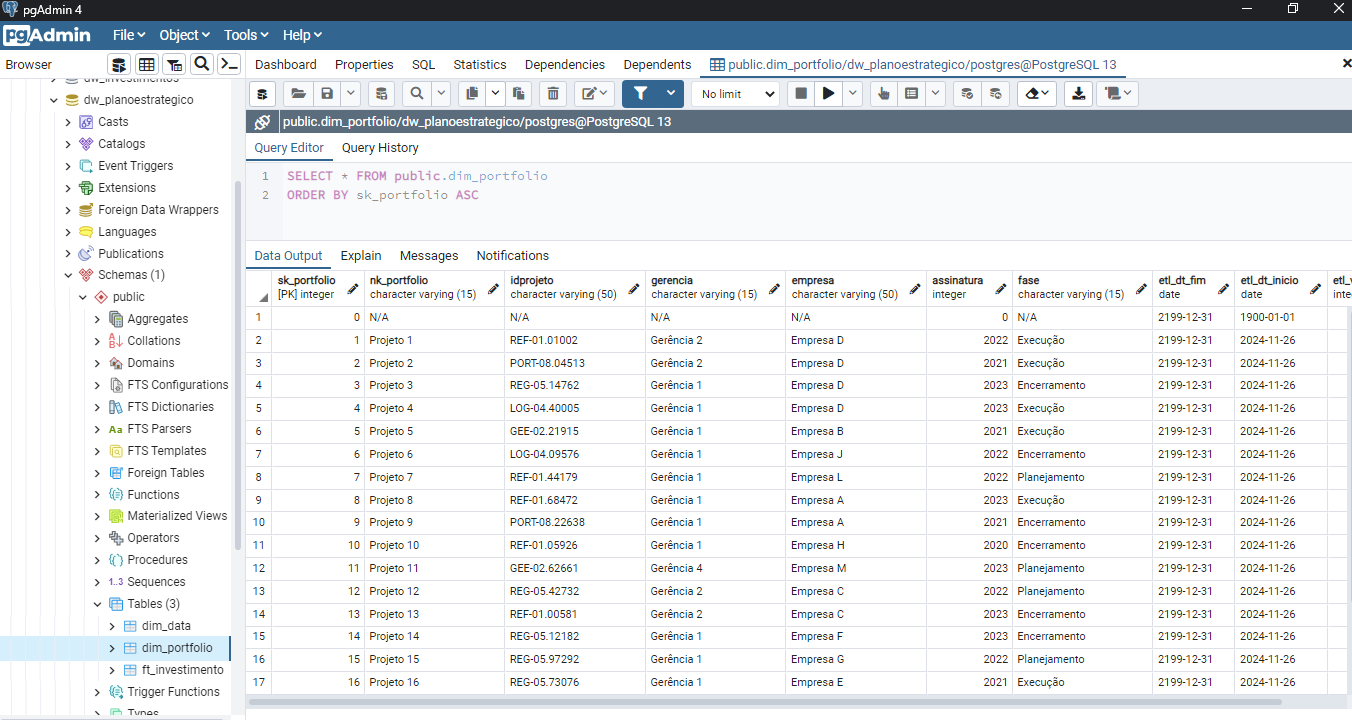 pgAdmin 4
pgAdmin File Object Tools Help
Browser
dw_investimentos
dw_planoestrategico
Casts
Catalogs
Event Triggers
Extensions
Foreign Data Wrappers
Languages
Publications
Schemas (1)
public
Aggregates
Collations
Domains
FTS Configurations
FTS Dictionaries
Aa FTS Parsers
FTS Templates
Foreign Tables
Functions
Materialized Views
Operators
Procedures
1..3 Sequences
Tables (3)
dim_data
dim_portfolio
ft_investimento
Trigger Functions
Types
Dashboard Properties SQL Statistics Dependencies Dependents public.dim_portfolio/dw_planoestrategico/postgres@PostgreSQL 13
No limit
public.dim_portfolio/dw_planoestrategico/postgres@PostgreSQL 13
Query Editor Query History
1 SELECT * FROM public.dim_portfolio
2 ORDER BY sk_portfolio ASC
Data Output Explain Messages Notifications
sk_portfolio nk_portfolio idprojeto gerencia empresa assinatura fase etl_dt_fim etl_dt_inicio etl_v
[PK] integer character varying (15) character varying (50) character varying (15) character varying (50) integer character varying (15) date date inte
1 0 N/A N/A N/A N/A 0 N/A 2199-12-31 1900-01-01
2 1 Projeto 1 REF-01.01002 Gerência 2 Empresa D 2022 Execução 2199-12-31 2024-11-26
3 2 Projeto 2 PORT-08.04513 Gerência 2 Empresa D 2021 Execução 2199-12-31 2024-11-26
4 3 Projeto 3 REG-05.14762 Gerência 1 Empresa D 2023 Encerramento 2199-12-31 2024-11-26
5 4 Projeto 4 LOG-04.40005 Gerência 1 Empresa D 2023 Execução 2199-12-31 2024-11-26
6 5 Projeto 5 GEE-02.21915 Gerência 1 Empresa B 2021 Execução 2199-12-31 2024-11-26
7 6 Projeto 6 LOG-04.09576 Gerência 1 Empresa J 2022 Encerramento 2199-12-31 2024-11-26
8 7 Projeto 7 REF-01.44179 Gerência 1 Empresa L 2022 Planejamento 2199-12-31 2024-11-26
9 8 Projeto 8 REF-01.68472 Gerência 1 Empresa A 2023 Execução 2199-12-31 2024-11-26
10 9 Projeto 9 PORT-08.22638 Gerência 1 Empresa A 2021 Encerramento 2199-12-31 2024-11-26
11 10 Projeto 10 REF-01.05926 Gerência 1 Empresa H 2020 Encerramento 2199-12-31 2024-11-26
12 11 Projeto 11 GEE-02.62661 Gerência 4 Empresa M 2023 Planejamento 2199-12-31 2024-11-26
13 12 Projeto 12 REG-05.42732 Gerência 2 Empresa C 2022 Planejamento 2199-12-31 2024-11-26
14 13 Projeto 13 REF-01.00581 Gerência 2 Empresa C 2023 Encerramento 2199-12-31 2024-11-26
15 14 Projeto 14 REG-05.12182 Gerência 1 Empresa F 2023 Encerramento 2199-12-31 2024-11-26
16 15 Projeto 15 REG-05.97292 Gerência 1 Empresa G 2022 Planejamento 2199-12-31 2024-11-26
17 16 Projeto 16 REG-05.73076 Gerência 1 Empresa E 2021 Execução 2199-12-31 2024-11-26